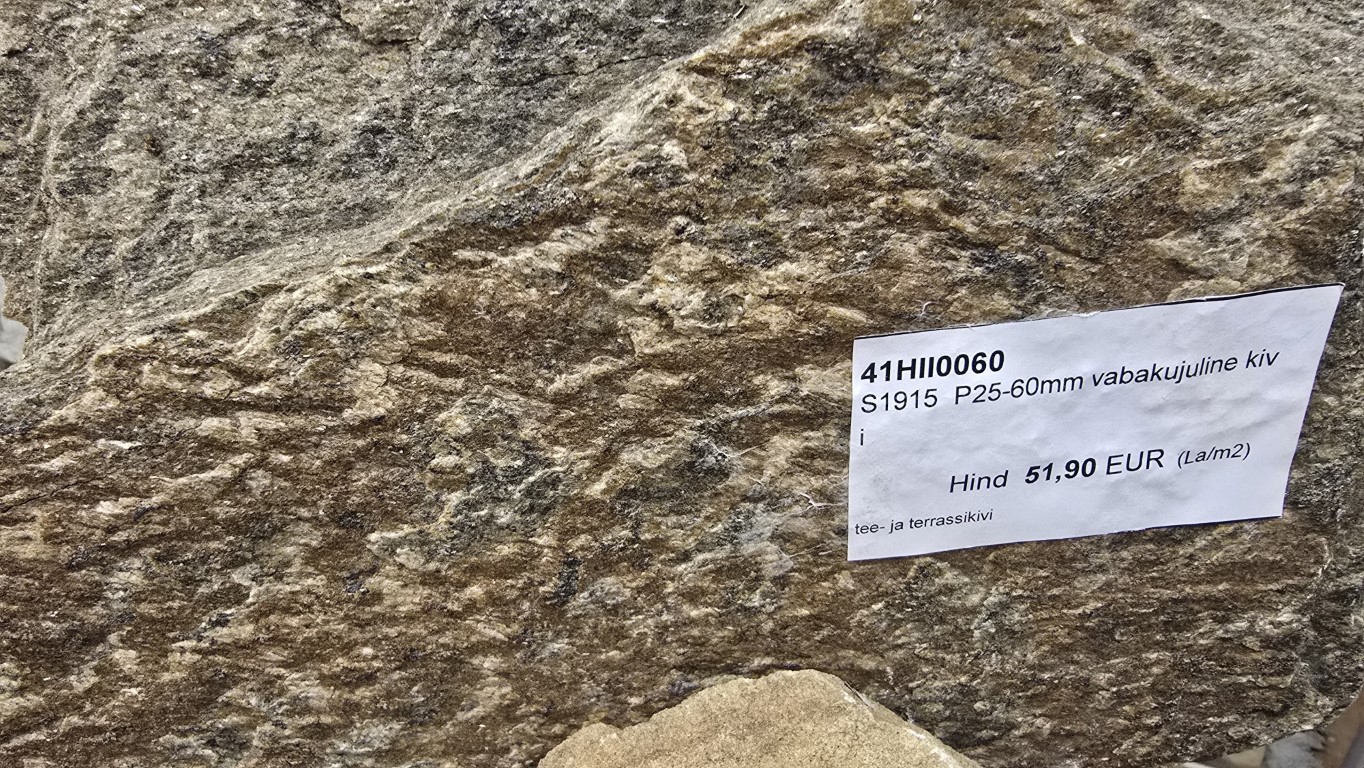 41HII0060
S1915 P25-60mm vabakujuline kiv
i
Hind 51,90 EUR (La/m2)
tee- ja terrassikivi